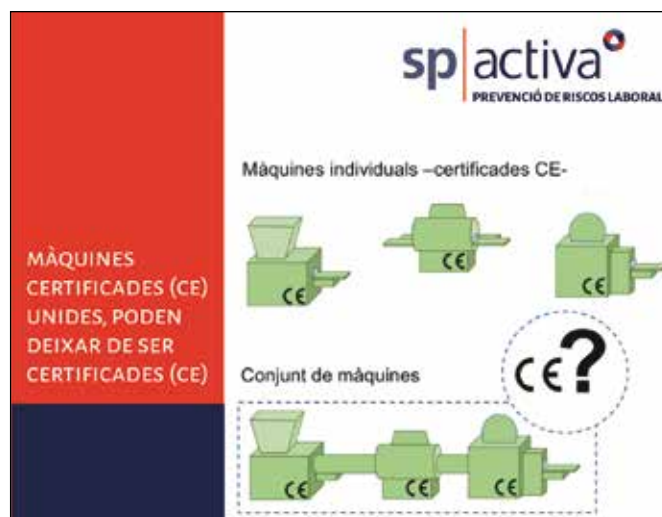 sp activa
PREVENCIÓ DE RISCOS LABORAL
Màquines individuals –certificades CE-
CE
CE
CE
MÀQUINES
CERTIFICADES (CE)
UNIDES, PODEN
DEIXAR DE SER
CERTIFICADES (CE)
Conjunt de màquines
CE?
CE
CE
CE